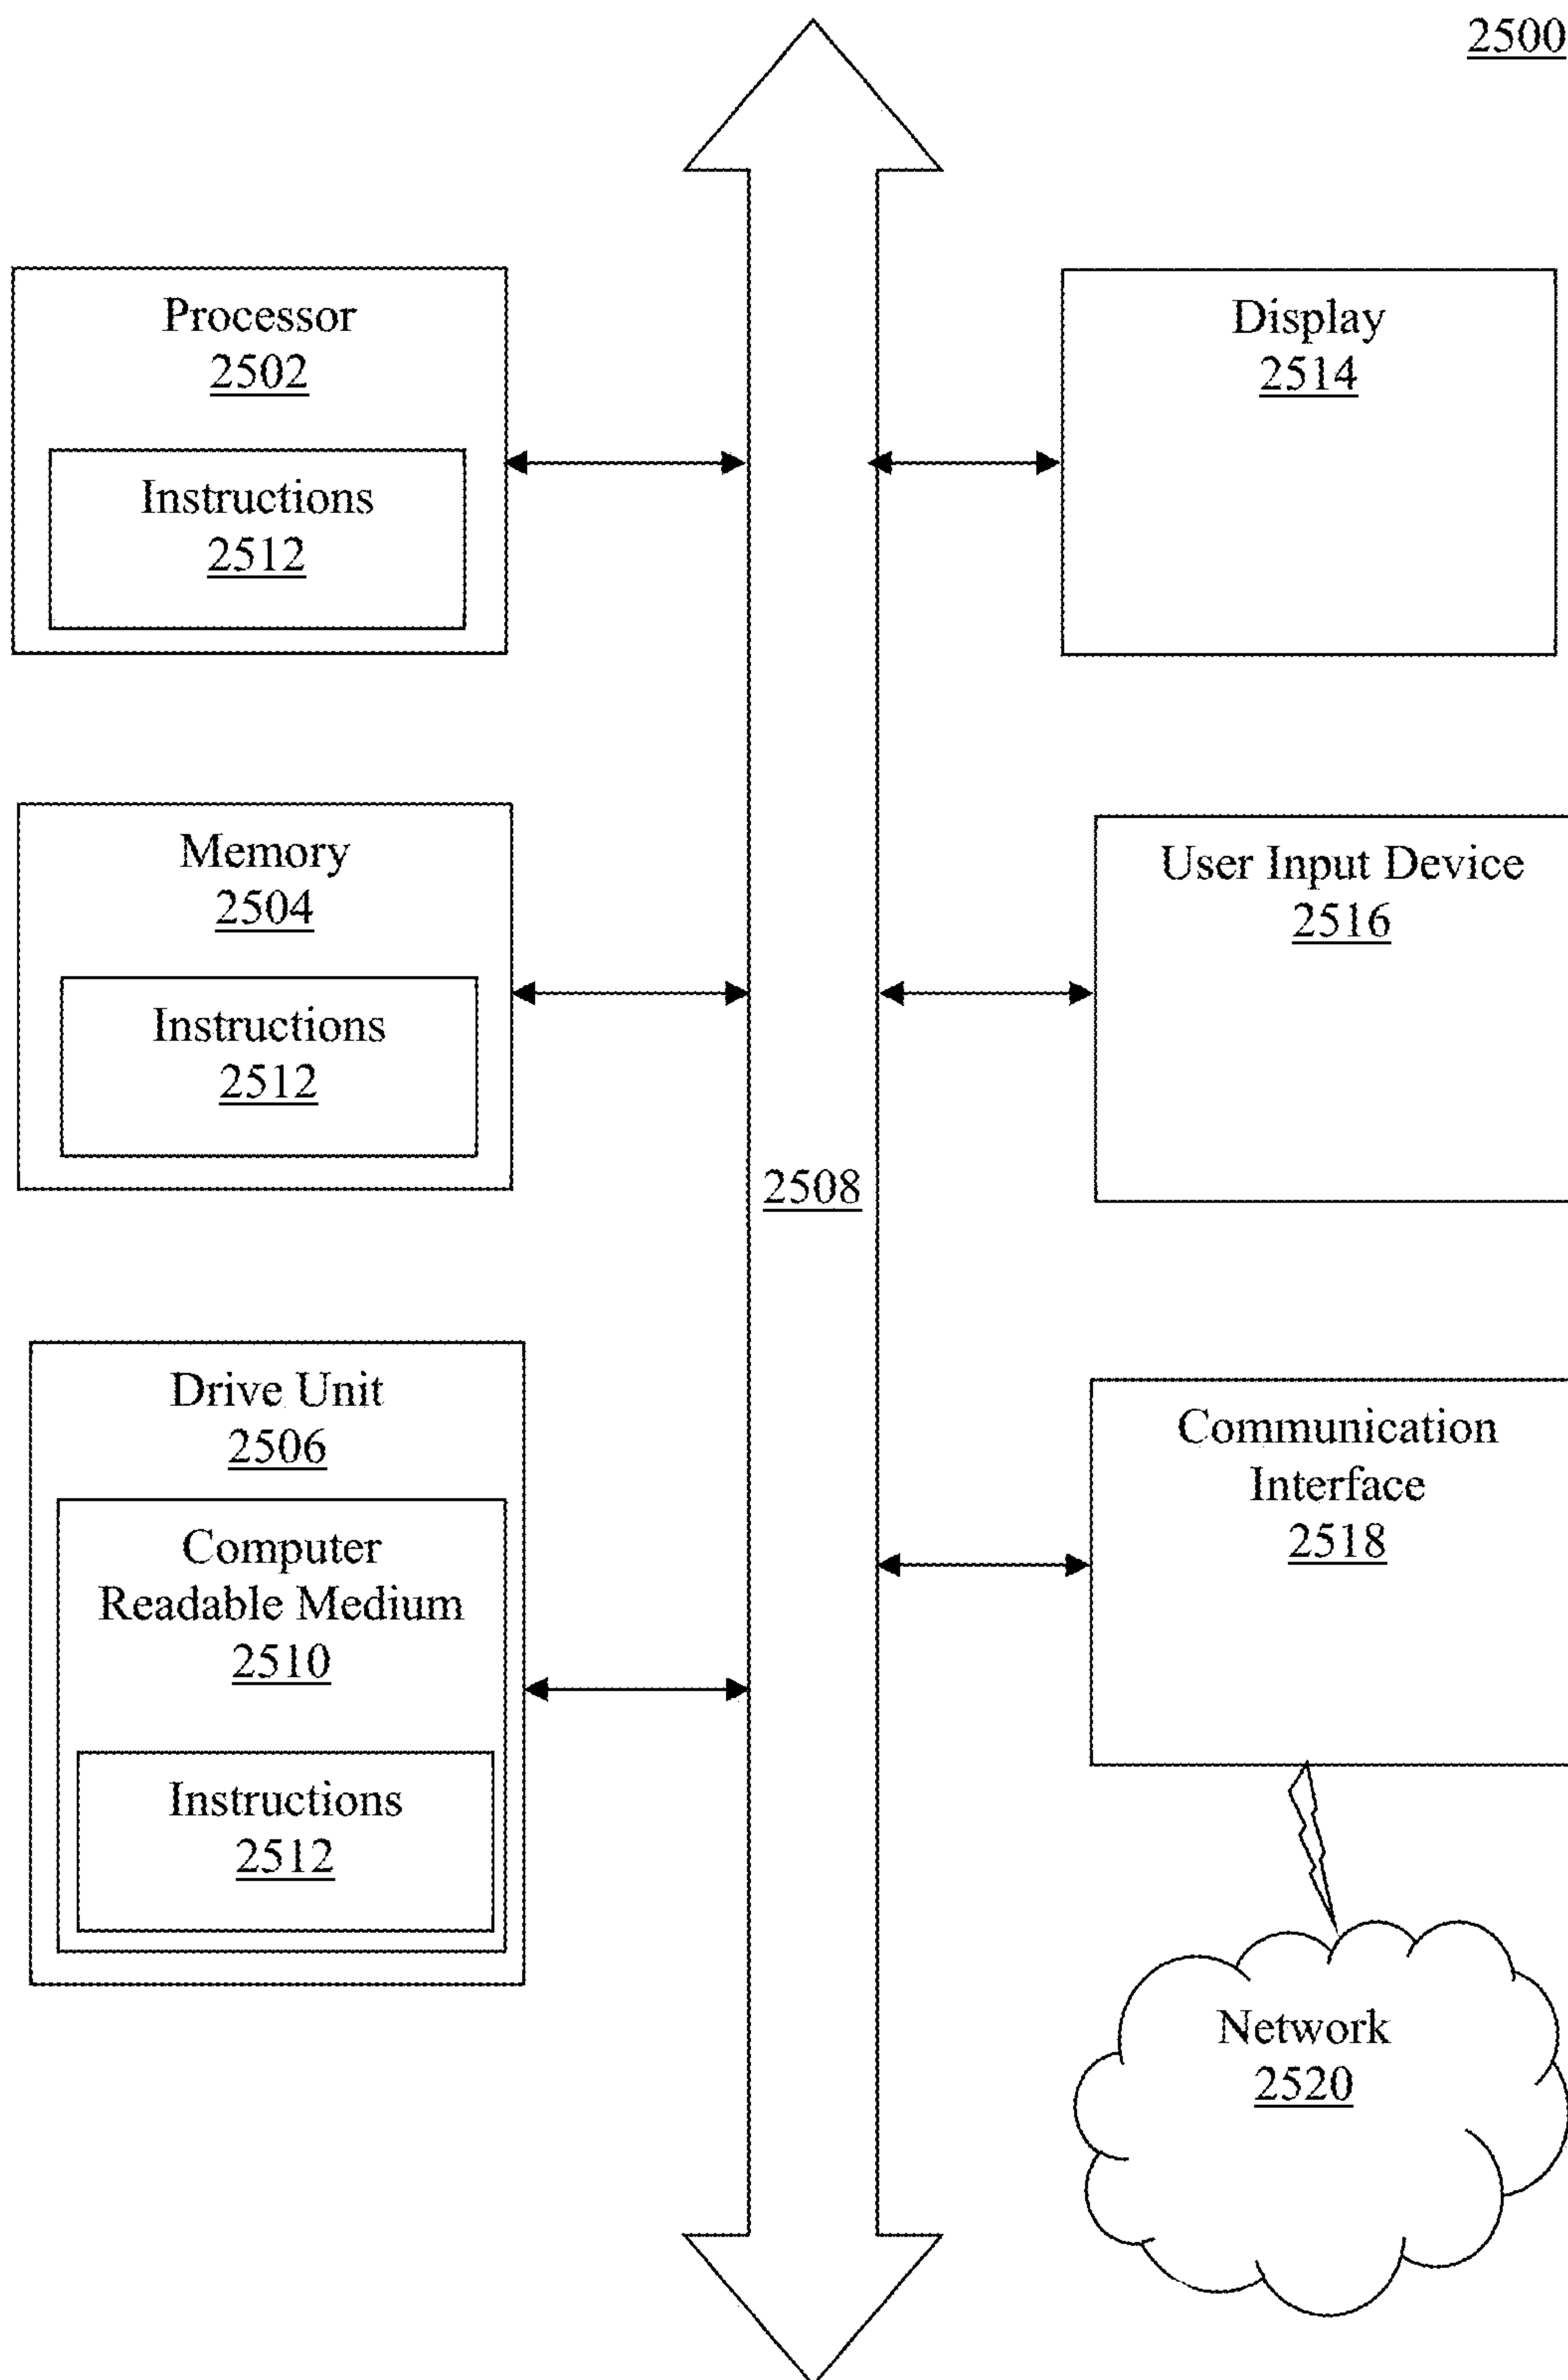 2500
Processor
2502
Instructions
2512
Display
2514
Memory
2504
Instructions
2512
User Input Device
2516
2508
Drive Unit
2506
Computer
Readable Medium
2510
Instructions
2512
Communication
Interface
2518
Network
2520